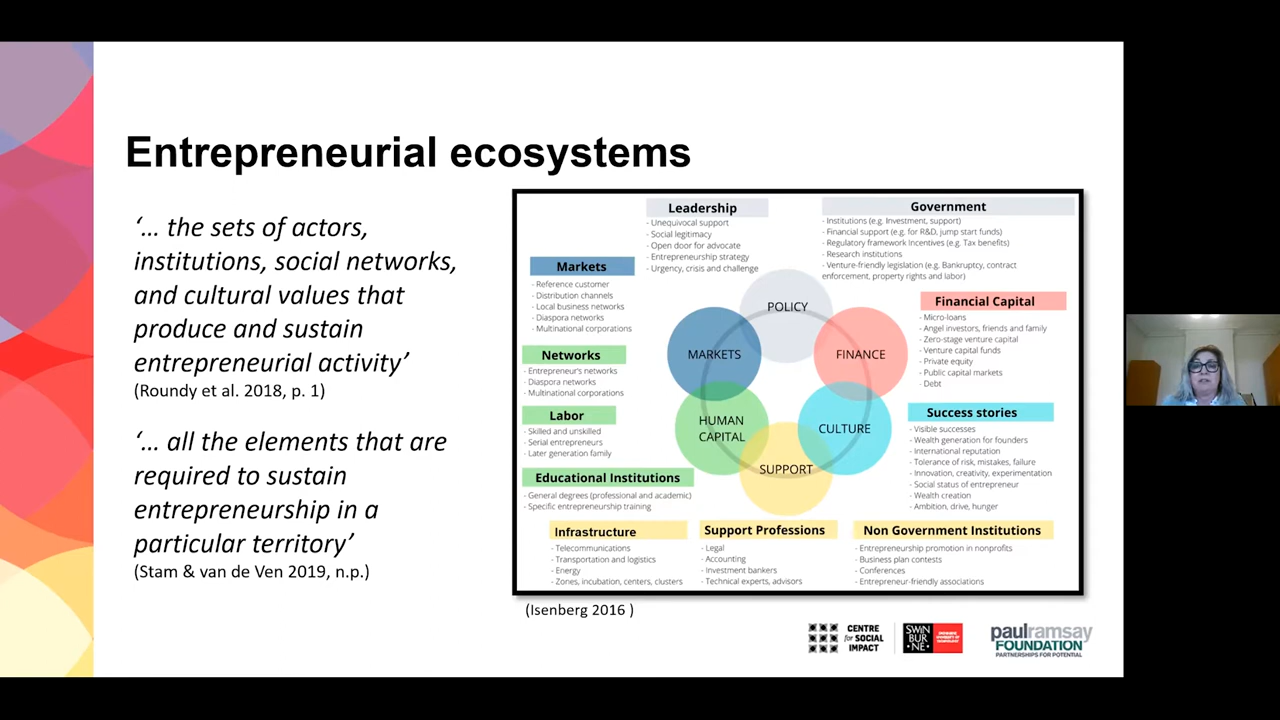 Entrepreneurial ecosystems
‘… the sets of actors,
institutions, social networks,
and cultural values that
produce and sustain
entrepreneurial activity’
(Roundy et al. 2018, p. 1)
‘… all the elements that are
required to sustain
entrepreneurship in a
particular territory’
(Stam & van de Ven 2019, n.p.)
Leadership
- Unequivocal support
- Social legitimacy
- Open door for advocate
- Entrepreneurship strategy
- Urgency, crisis and challenge
Government
- Institutions (e.g. Investment, support)
- Financial support (e.g. for R&D, jump start funds)
- Regulatory framework Incentives (e.g. Tax benefits)
- Research institutions
- Venture-friendly legislation (e.g. Bankruptcy, contract
enforcement, property rights and labor)
Markets
- Reference customer
- Distribution channels
- Local business networks
- Diaspora networks
- Multinational corporations
Networks
- Entrepreneur's networks
- Diaspora networks
- Multinational corporations
Labor
- Skilled and unskilled
- Serial entrepreneurs
- Later generation family
Educational Institutions
- General degrees (professional and academic)
- Specific entrepreneurship training
POLICY
MARKETS
FINANCE
HUMAN
CAPITAL
CULTURE
SUPPORT
Financial Capital
- Micro-loans
- Angel investors, friends and family
- Zero-stage venture capital
- Venture capital funds
- Private equity
- Public capital markets
- Debt
Success stories
- Visible successes
- Wealth generation for founders
- International reputation
- Tolerance of risk, mistakes, failure
- Innovation, creativity, experimentation
- Social status of entrepreneur
- Wealth creation
- Ambition, drive, hunger
Infrastructure
- Telecommunications
- Transportation and logistics
- Energy
- Zones, incubation, centers, clusters
Support Professions
- Legal
- Accounting
- Investment bankers
- Technical experts, advisors
Non Government Institutions
- Entrepreneurship promotion in nonprofits
- Business plan contests
- Conferences
- Entrepreneur-friendly associations
(Isenberg 2016 )
CENTRE
for SOCIAL
IMPACT
SWIN
BUR
NE
paulramsay
FOUNDATION
PARTNERSHIPS FOR POTENTIAL